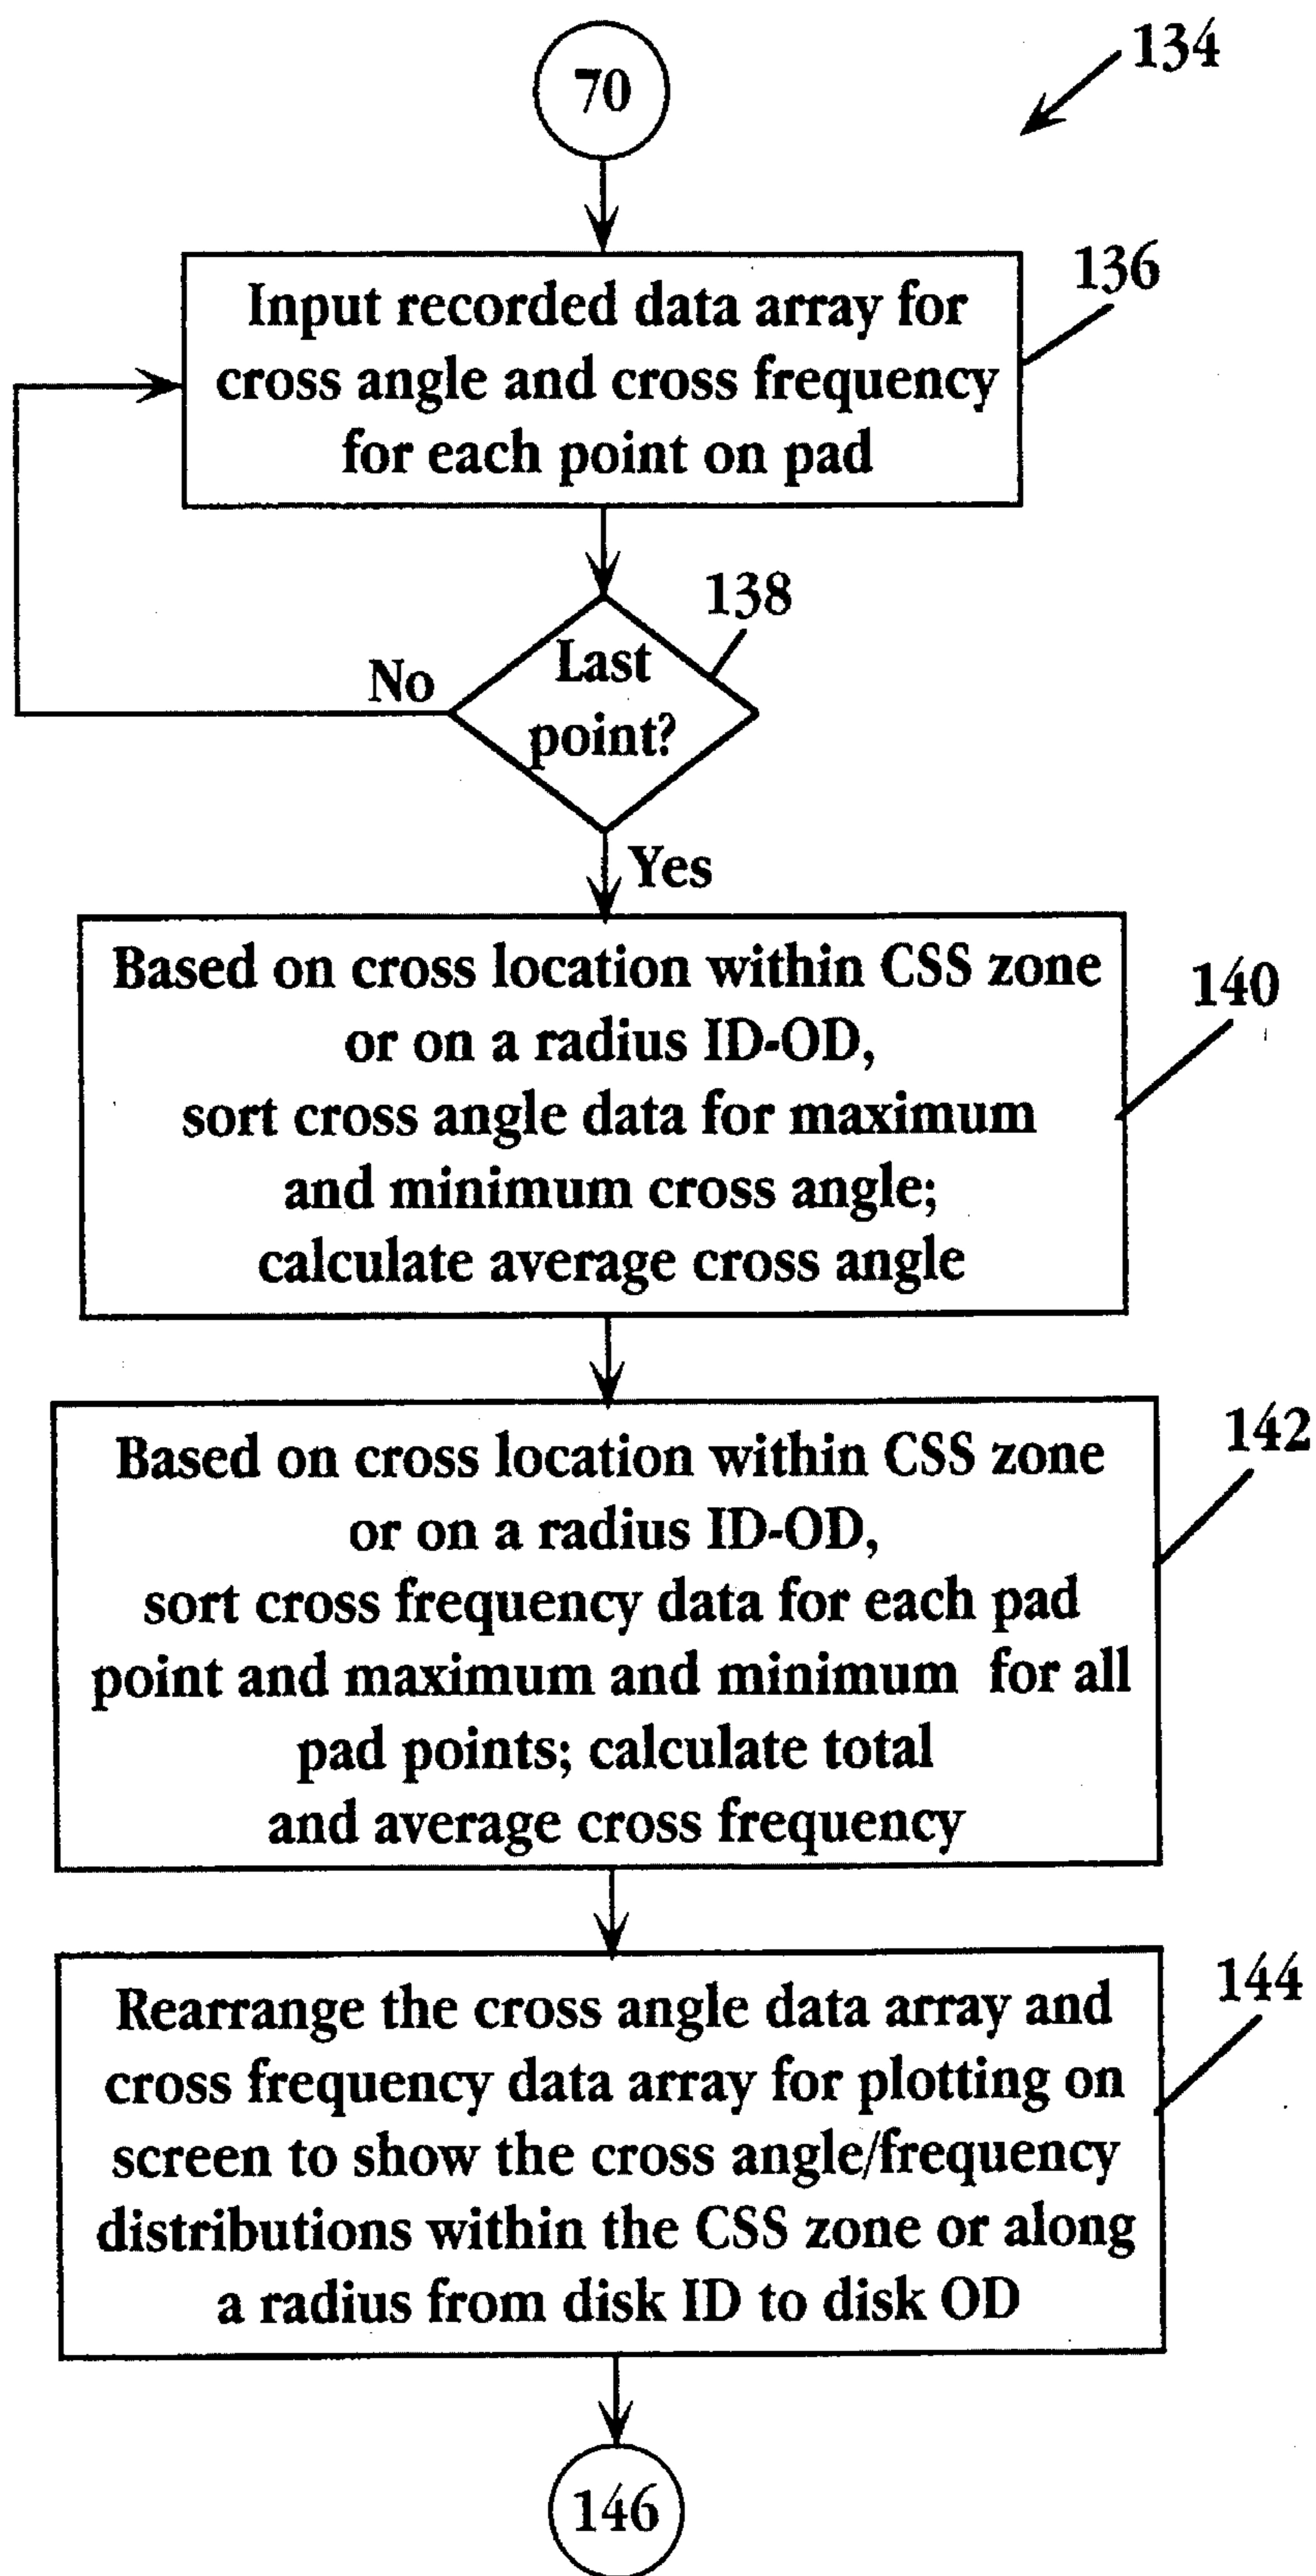 70
134
136
Input recorded data array for
cross angle and cross frequency
for each point on pad
138
Last
point?
No
Yes
140
Based on cross location within CSS zone
or on a radius ID-OD,
sort cross angle data for maximum
and minimum cross angle;
calculate average cross angle
142
Based on cross location within CSS zone
or on a radius ID-OD,
sort cross frequency data for each pad
point and maximum and minimum for all
pad points; calculate total
and average cross frequency
144
Rearrange the cross angle data array and
cross frequency data array for plotting on
screen to show the cross angle/frequency
distributions within the CSS zone or along
a radius from disk ID to disk OD
146